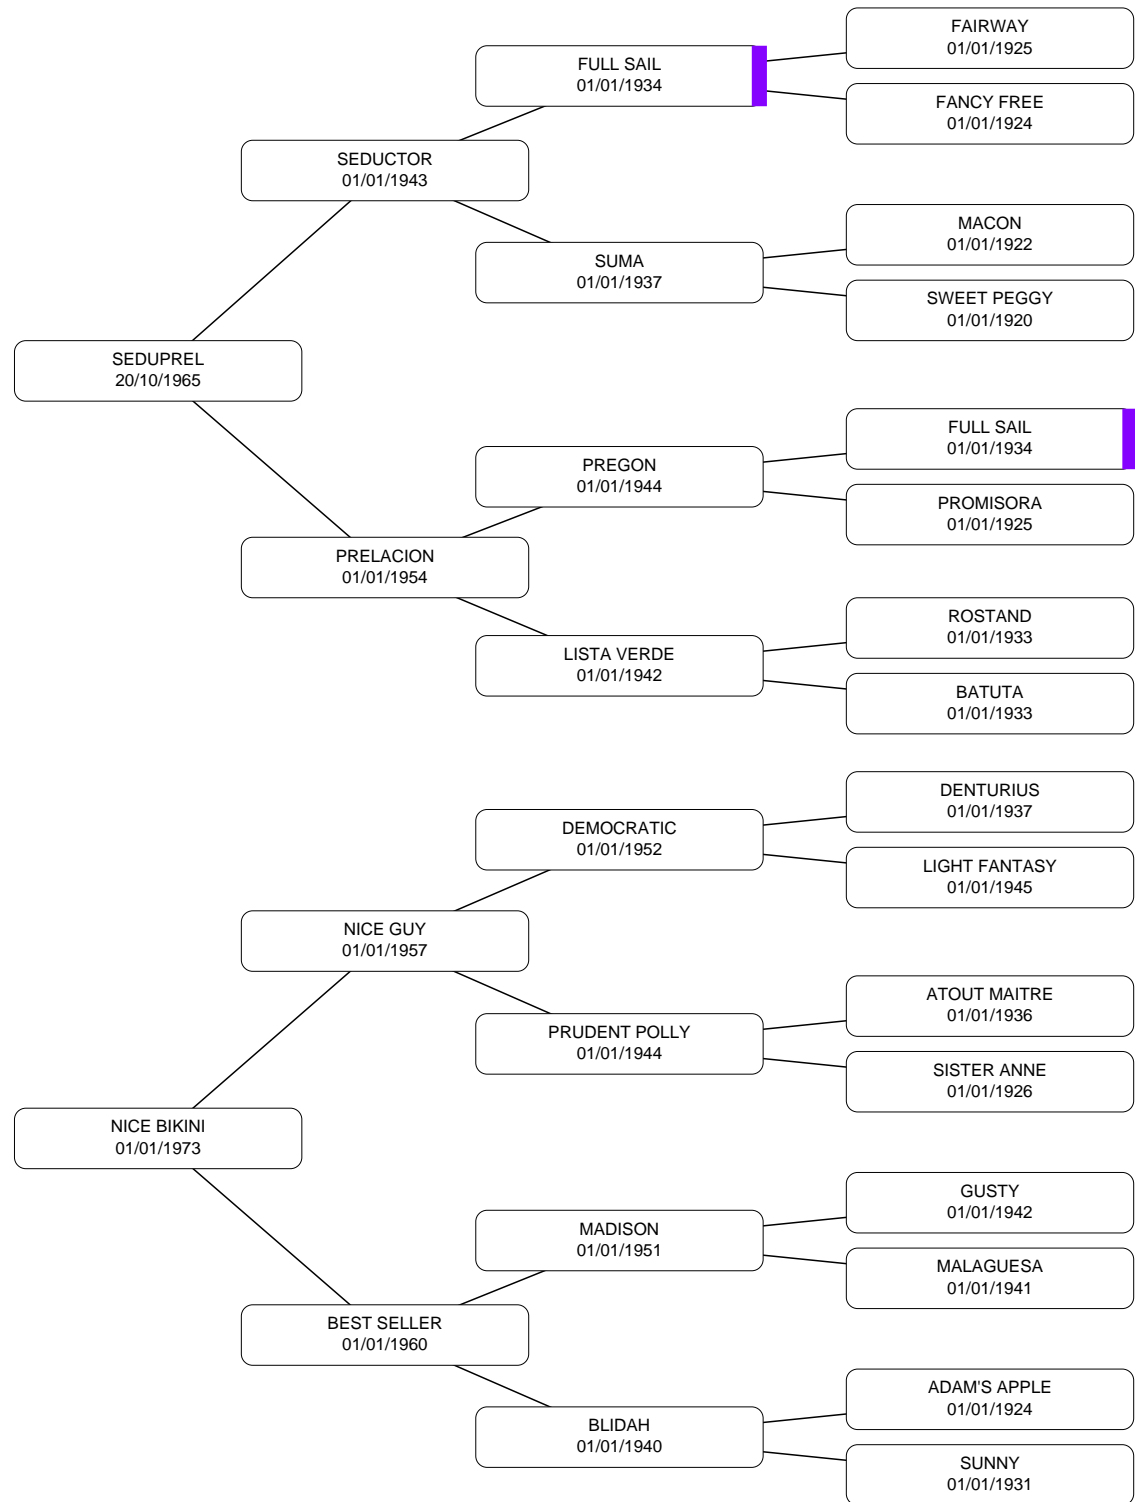 FAIRWAY
01/01/1925
FULL SAIL
01/01/1934
FANCY FREE
01/01/1924
SEDUCTOR
01/01/1943
MACON
01/01/1922
SUMA
01/01/1937
SWEET PEGGY
01/01/1920
SEDUPREL
20/10/1965
FULL SAIL
01/01/1934
PREGON
01/01/1944
PROMISORA
01/01/1925
PRELACION
01/01/1954
ROSTAND
01/01/1933
LISTA VERDE
01/01/1942
BATUTA
01/01/1933
DENTURIUS
01/01/1937
DEMOCRATIC
01/01/1952
LIGHT FANTASY
01/01/1945
NICE GUY
01/01/1957
ATOUT MAITRE
01/01/1936
PRUDENT POLLY
01/01/1944
SISTER ANNE
01/01/1926
NICE BIKINI
01/01/1973
GUSTY
01/01/1942
MADISON
01/01/1951
MALAGUESA
01/01/1941
BEST SELLER
01/01/1960
ADAM'S APPLE
01/01/1924
BLIDAH
01/01/1940
SUNNY
01/01/1931